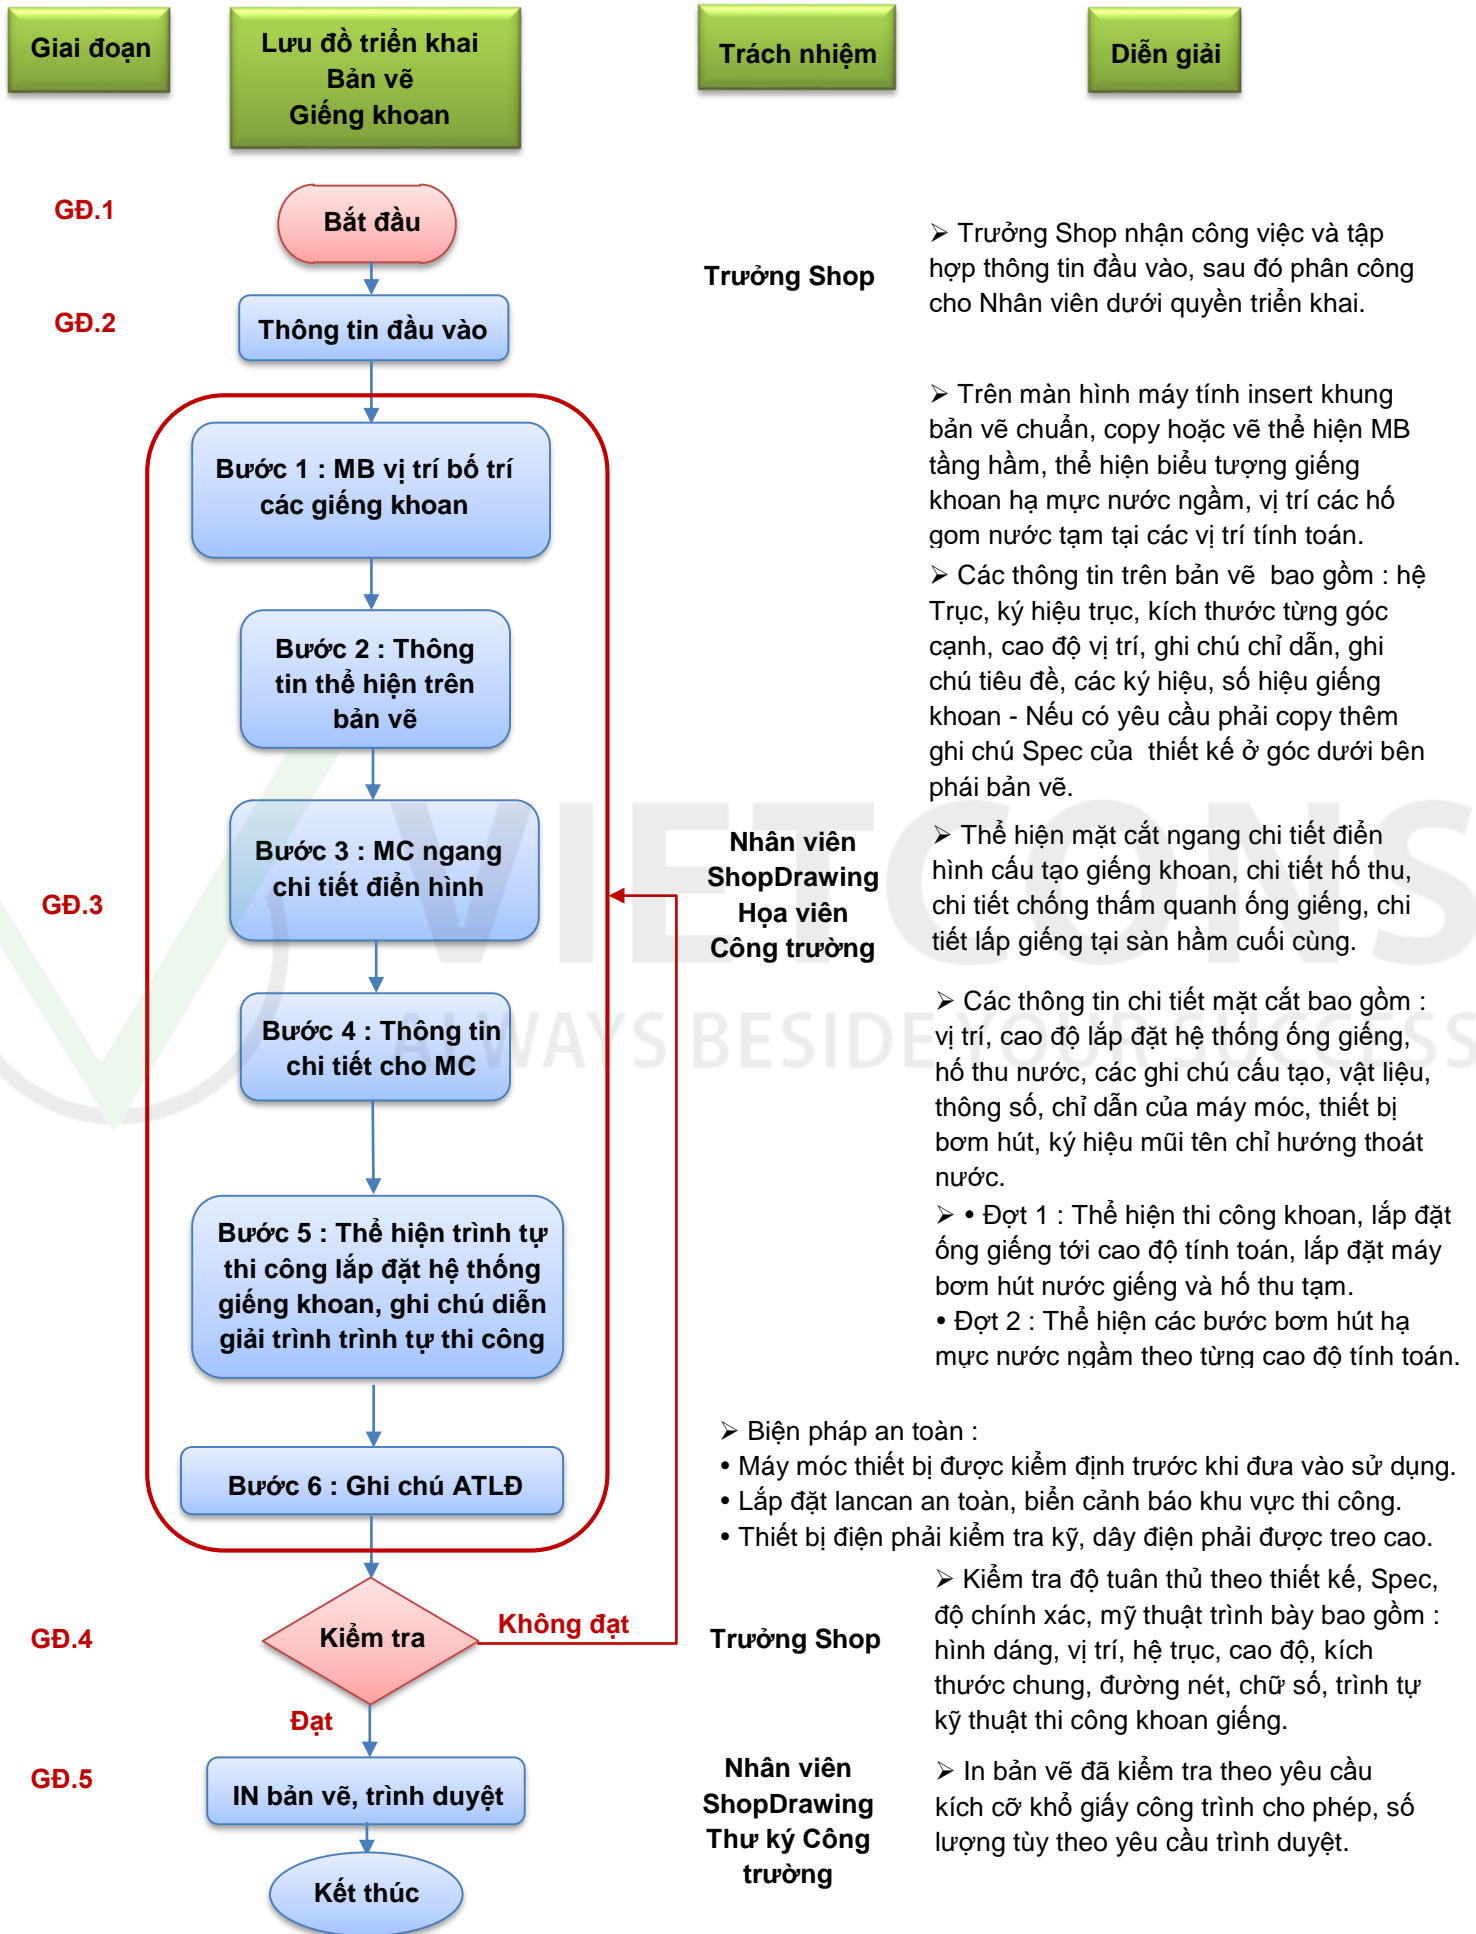 Giai đoạn
Lưu đồ triển khai
Bản vẽ
Giếng khoan
Trách nhiệm
Diễn giải
GĐ.1
Bắt đầu
GĐ.2
Thông tin đầu vào
Trưởng Shop
➢ Trưởng Shop nhận công việc và tập
hợp thông tin đầu vào, sau đó phân công
cho Nhân viên dưới quyền triển khai.
Bước 1 : MB vị trí bố trí
các giếng khoan
➢ Trên màn hình máy tính insert khung
bản vẽ chuẩn, copy hoặc vẽ thể hiện MB
tầng hầm, thể hiện biểu tượng giếng
khoan hạ mực nước ngầm, vị trí các hố
gom nước tạm tại các vị trí tính toán.
Bước 2 : Thông
tin thể hiện trên
bản vẽ
➢ Các thông tin trên bản vẽ bao gồm : hệ
Trục, ký hiệu trục, kích thước từng góc
cạnh, cao độ vị trí, ghi chú chỉ dẫn, ghi
chú tiêu đề, các ký hiệu, số hiệu giếng
khoan - Nếu có yêu cầu phải copy thêm
ghi chú Spec của thiết kế ở góc dưới bên
phái bản vẽ.
GĐ.3
Bước 3 : MC ngang
chi tiết điển hình
Nhân viên
ShopDrawing
Họa viên
Công trường
➢ Thể hiện mặt cắt ngang chi tiết điển
hình cấu tạo giếng khoan, chi tiết hố thu,
chi tiết chống thấm quanh ống giếng, chi
tiết lấp giếng tại sàn hầm cuối cùng.
Bước 4 : Thông tin
chi tiết cho MC
➢ Các thông tin chi tiết mặt cắt bao gồm :
vị trí, cao độ lắp đặt hệ thống ống giếng,
hố thu nước, các ghi chú cấu tạo, vật liệu,
thông số, chỉ dẫn của máy móc, thiết bị
bơm hút, ký hiệu mũi tên chỉ hướng thoát
nước.
Bước 5 : Thể hiện trình tự
thi công lắp đặt hệ thống
giếng khoan, ghi chú diễn
giải trình trình tự thi công
➢ • Đợt 1 : Thể hiện thi công khoan, lắp đặt
ống giếng tới cao độ tính toán, lắp đặt máy
bơm hút nước giếng và hố thu tạm.
• Đợt 2 : Thể hiện các bước bơm hút hạ
mực nước ngầm theo từng cao độ tính toán.
Bước 6 : Ghi chú ATLĐ
➢ Biện pháp an toàn :
• Máy móc thiết bị được kiểm định trước khi đưa vào sử dụng.
• Lắp đặt lancan an toàn, biển cảnh báo khu vực thi công.
• Thiết bị điện phải kiểm tra kỹ, dây điện phải được treo cao.
GĐ.4
Kiểm tra
Không đạt
Đạt
Trưởng Shop
➢ Kiểm tra độ tuân thủ theo thiết kế, Spec,
độ chính xác, mỹ thuật trình bày bao gồm :
hình dáng, vị trí, hệ trục, cao độ, kích
thước chung, đường nét, chữ số, trình tự
kỹ thuật thi công khoan giếng.
GĐ.5
IN bản vẽ, trình duyệt
Nhân viên
ShopDrawing
Thư ký Công
trường
➢ In bản vẽ đã kiểm tra theo yêu cầu
kích cỡ khổ giấy công trình cho phép, số
lượng tùy theo yêu cầu trình duyệt.
Kết thúc
VIETCONS
ALWAYS BESIDE YOUR SUCCESS